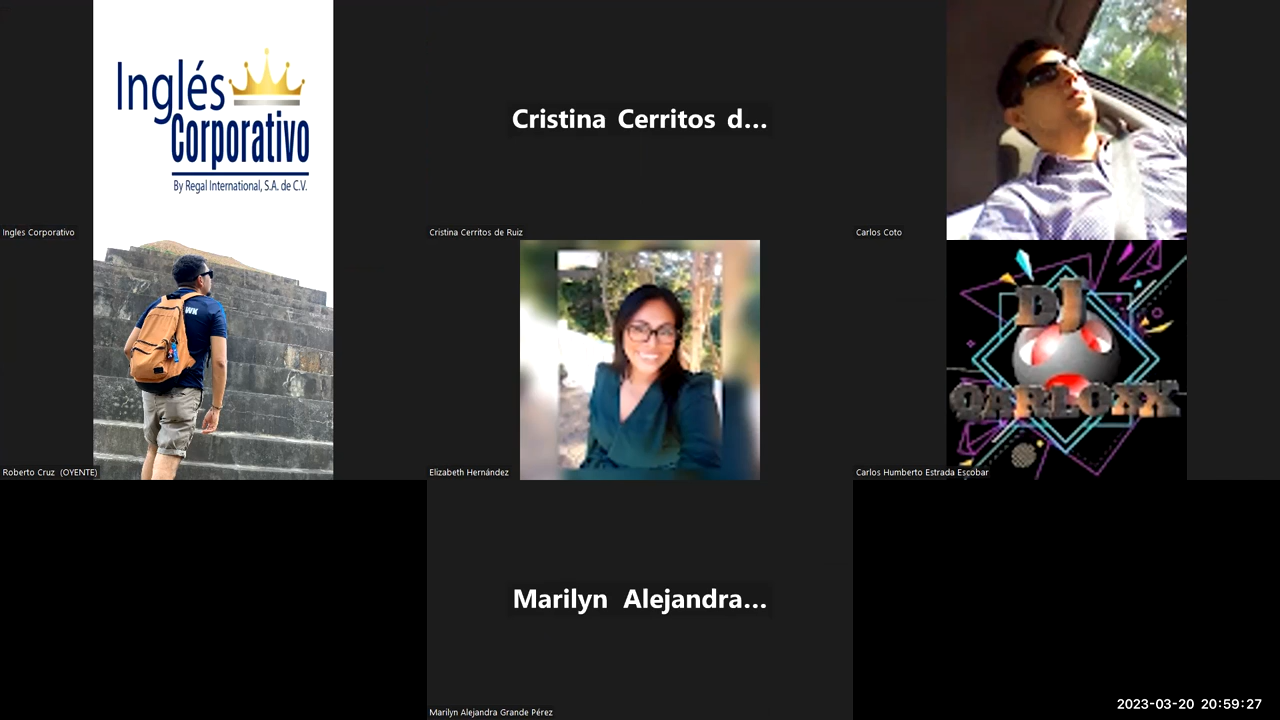 Inglés
Corporativo
By Regal International, S.A. de C.V.
Ingles Corporativo
Cristina Cerritos d...
Cristina Cerritos de Ruiz
Carlos Coto
WK
Roberto Cruz (OYENTE)
Elizabeth Hernández
DJ
QARLOXX
Carlos Humberto Estrada Escobar
Marilyn Alejandra...
Marilyn Alejandra Grande Pérez
2023-03-20 20:59:27